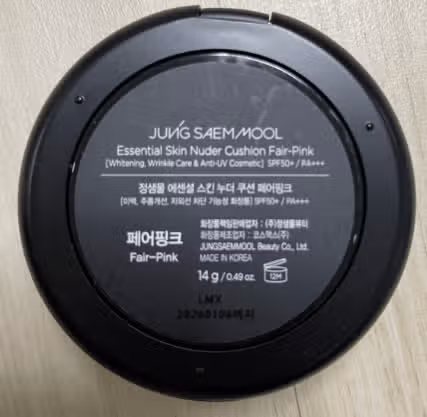 JUNG SAEM MOOL
Essential Skin Nuder Cushion Fair-Pink
[Whitening, Wrinkle Care & Anti-UV Cosmetic] SPF50+ / PA+++
정샘물 에센셜 스킨 누더 쿠션 페어핑크
[미백, 주름개선, 자외선 차단 기능성 화장품] SPF50+ / PA+++
페어핑크
Fair-Pink
화장품책임판매업자 : (주)정샘물뷰티
화장품제조업자 : 코스맥스(주)
JUNGSAEMMOOL Beauty Co., Ltd.
MADE IN KOREA
14 g / 0.49 oz.
12M
LMX
20260108까지